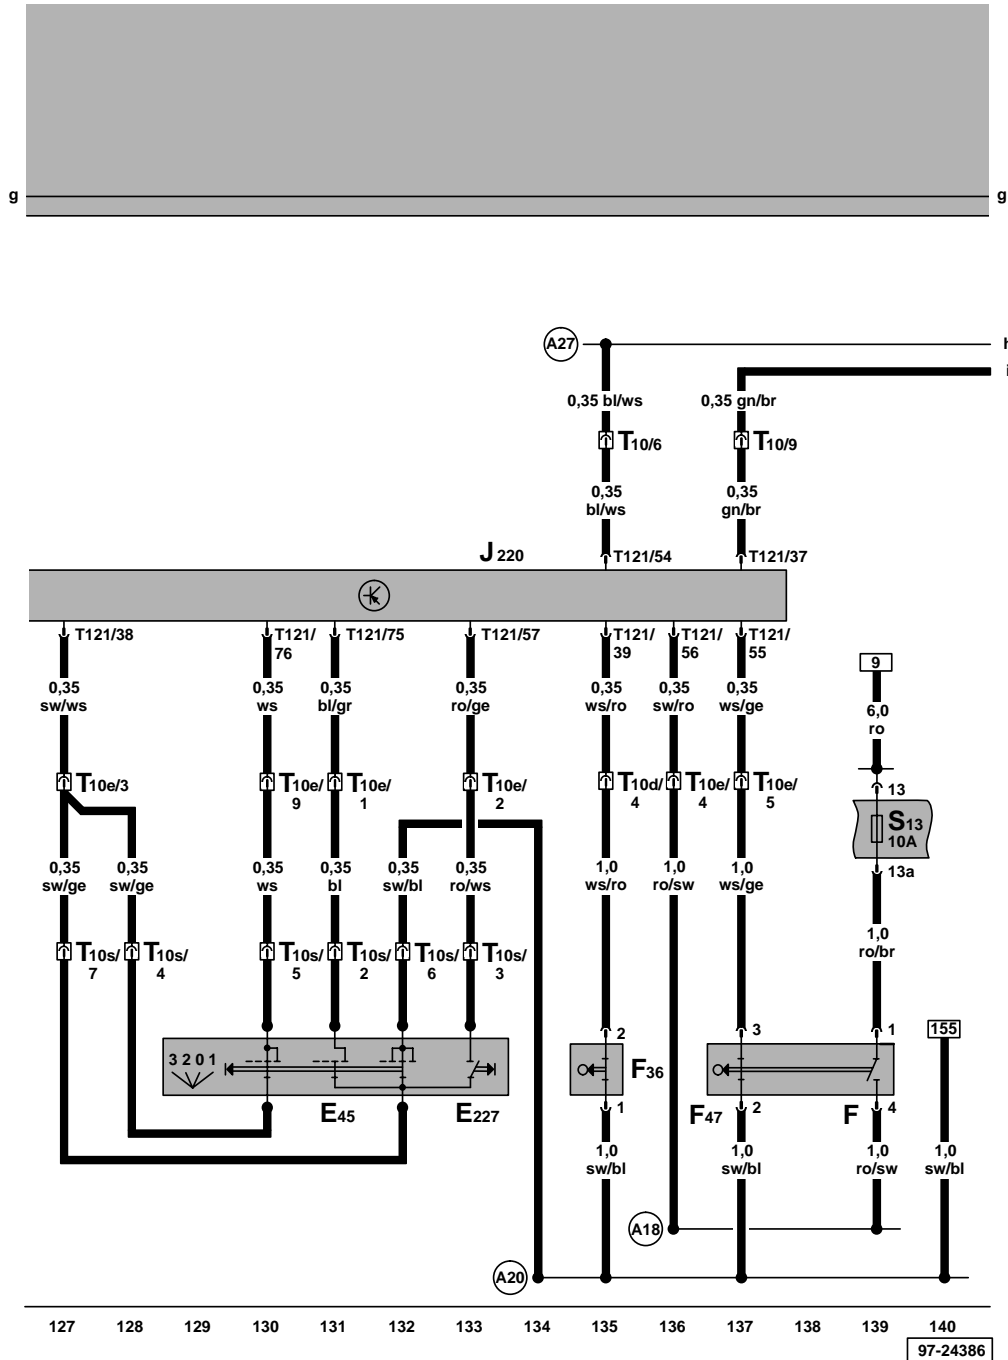 g g
A27 h
i
0,35 bl/ws 0,35 gn/br
T10/6 T10/9
0,35 0,35
bl/ws gn/br
J 220 T121/54 T121/37
T121/38 T121/ T121/75 T121/57 T121/ T121/ T121/
76 39 56 55
9
0,35 0,35 0,35 0,35 0,35 0,35 0,35
sw/ws ws bl/gr ro/ge ws/ro sw/ro ws/ge
6,0
ro
T10e/3 T10e/ T10e/ T10e/ T10d/ T10e/ T10e/
9 1 2 4 4 5
13
S13
10A
13a
0,35 0,35 0,35 0,35 0,35 0,35 1,0 1,0 1,0
sw/ge sw/ge ws bl sw/bl ro/ws ws/ro ro/sw ws/ge
1,0
ro/br
T10s/ T10s/ T10s/ T10s/ T10s/ T10s/
7 4 5 2 6 3
2 3 1 155
3 2 0 1
F36
E45 E227 1 F47 2 F 4
1,0 1,0 1,0 1,0
sw/bl sw/bl ro/sw sw/bl
A18
A20
127 128 129 130 131 132 133 134 135 136 137 138 139 140
97-24386